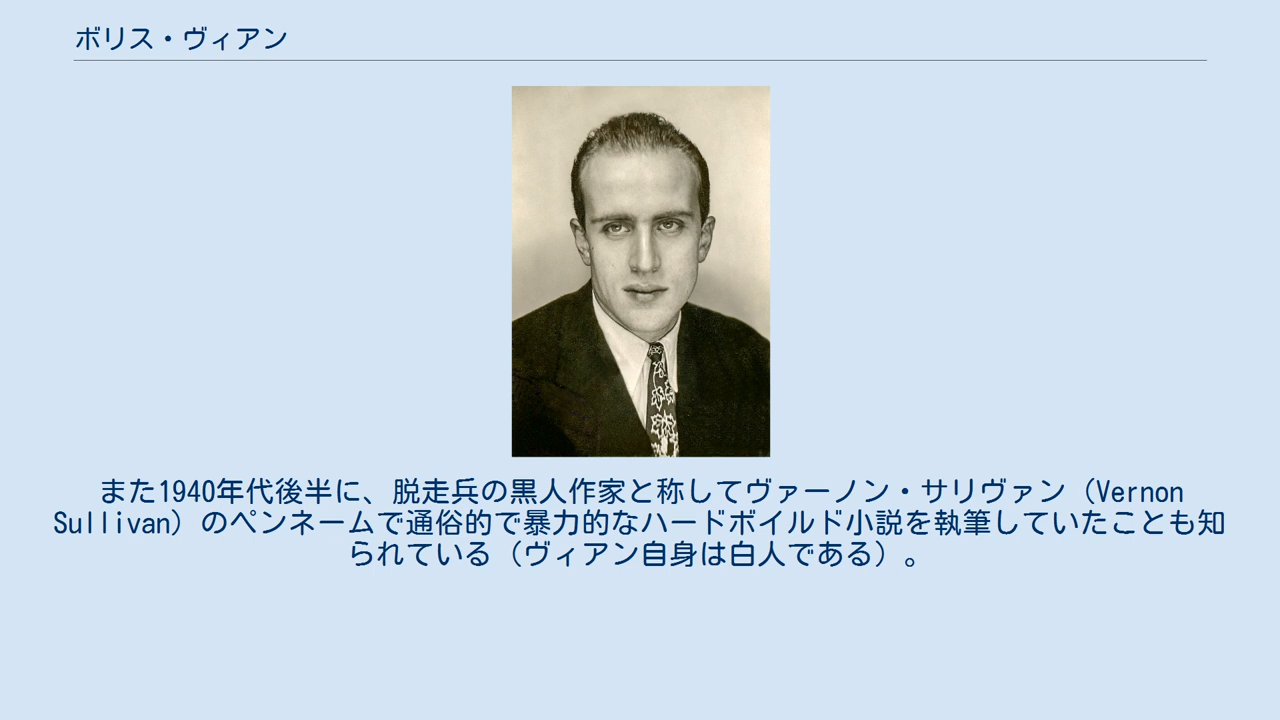 ボリス・ヴィアン
また1940年代後半に、脱走兵の黒人作家と称してヴァーノン・サリヴァン（Vernon
Sullivan）のペンネームで通俗的で暴力的なハードボイルド小説を執筆していたことも知
られている（ヴィアン自身は白人である）。